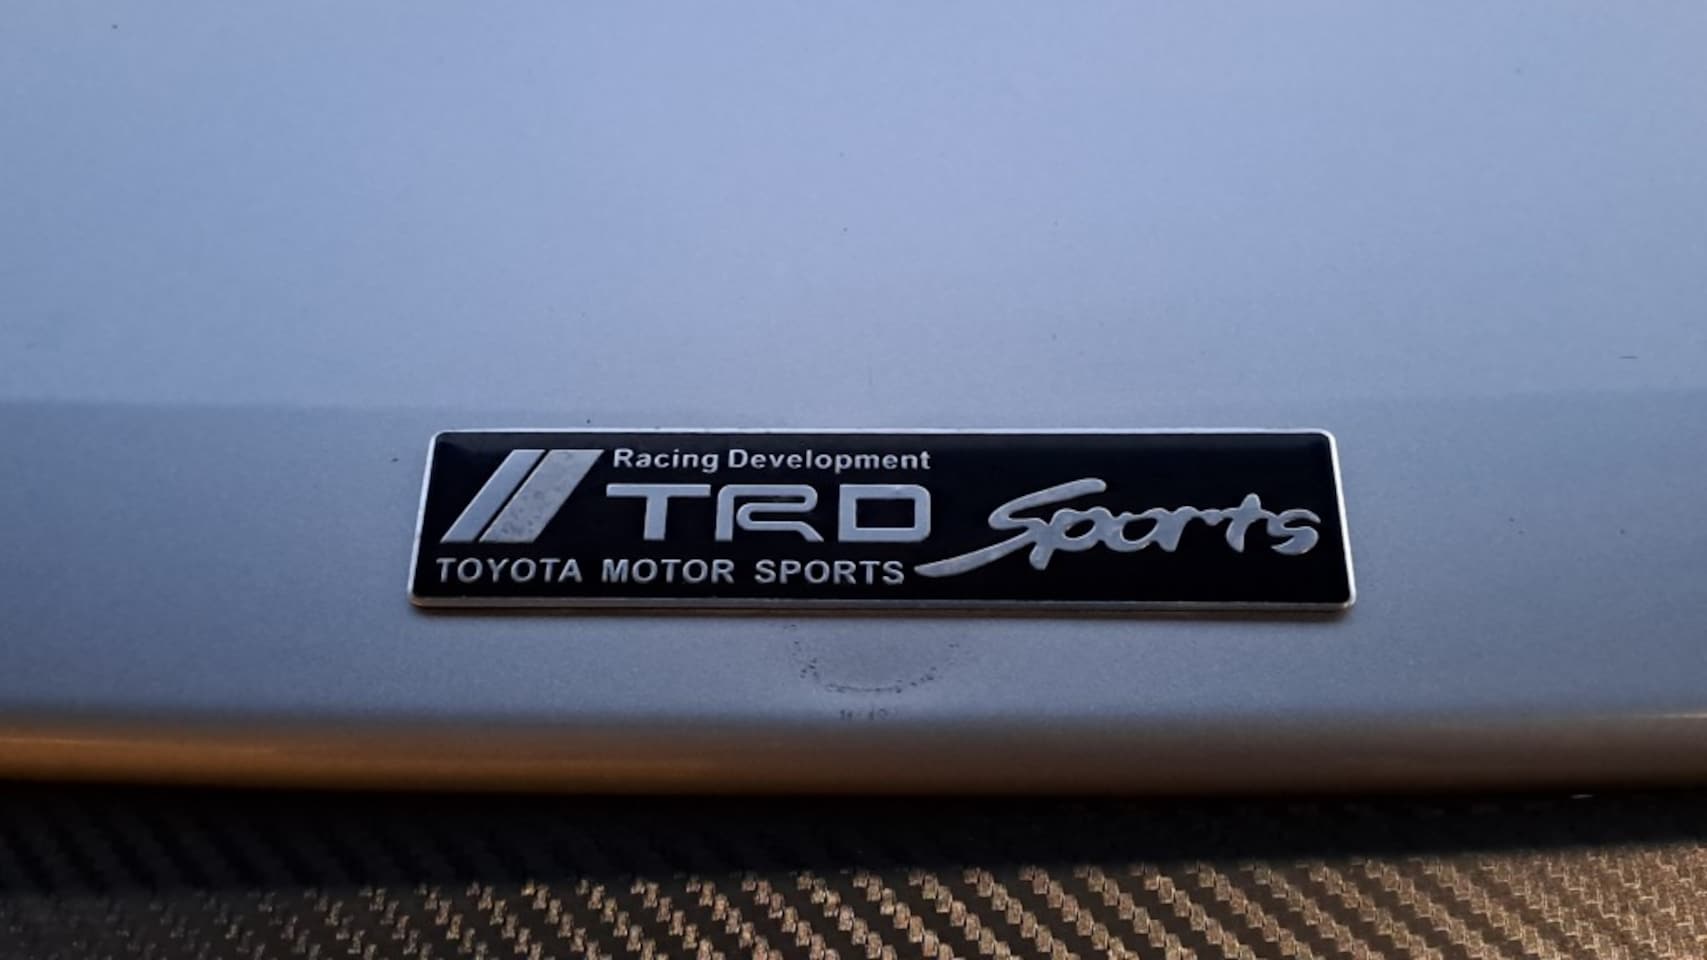 Racing Development
TRD Sports
TOYOTA MOTOR SPORTS